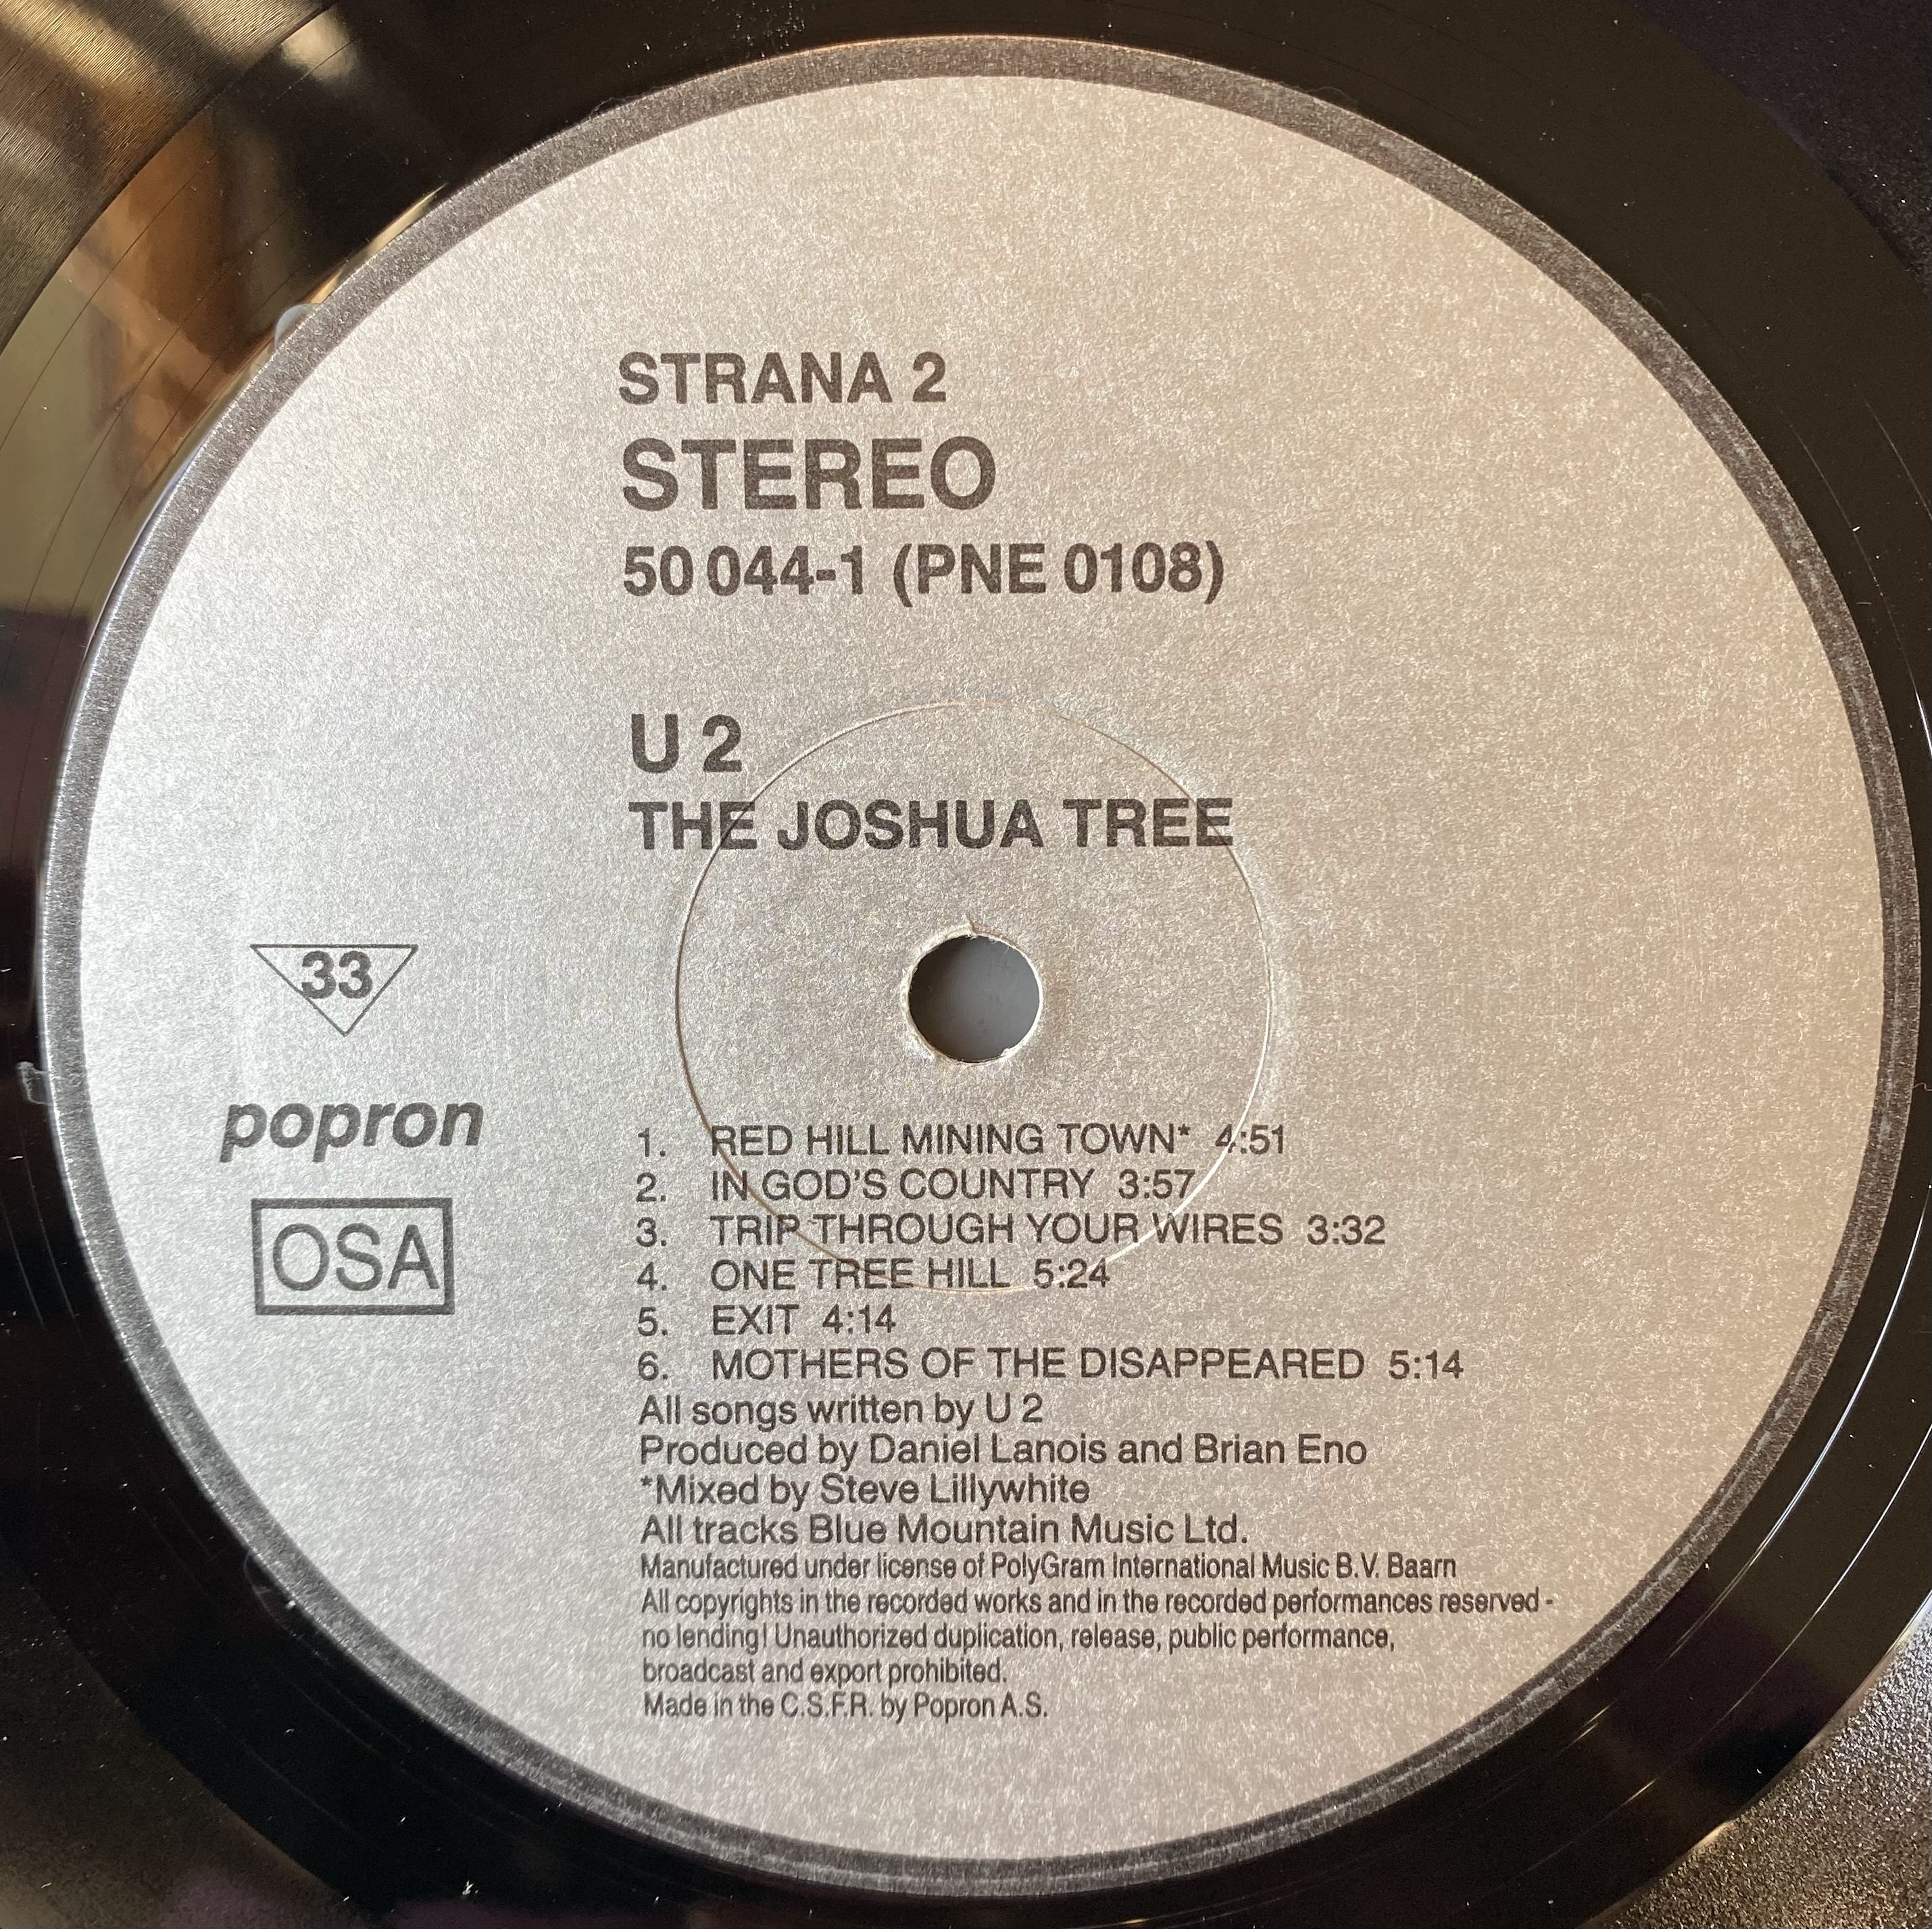 STRANA 2
STEREO
50 044-1 (PNE 0108)
U 2
THE JOSHUA TREE
33
popron
OSA
1. RED HILL MINING TOWN* 4:51
2. IN GOD'S COUNTRY 3:57
3. TRIP THROUGH YOUR WIRES 3:32
4. ONE TREE HILL 5:24
5. EXIT 4:14
6. MOTHERS OF THE DISAPPEARED 5:14
All songs written by U 2
Produced by Daniel Lanois and Brian Eno
*Mixed by Steve Lillywhite
All tracks Blue Mountain Music Ltd.
Manufactured under license of PolyGram International Music B.V. Baarn
All copyrights in the recorded works and in the recorded performances reserved -
no lending! Unauthorized duplication, release, public performance,
broadcast and export prohibited.
Made in the C.S.F.R. by Popron A.S.